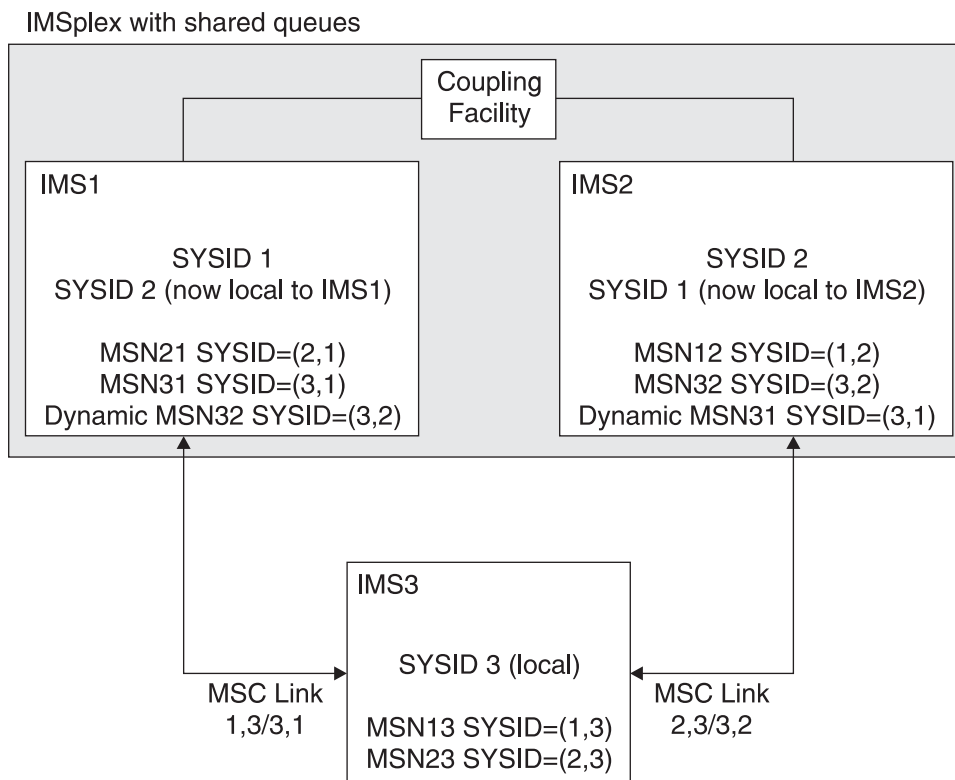 IMSplex with shared queues
Coupling
Facility
IMS1
SYSID 1
SYSID 2 (now local to IMS1)
MSN21 SYSID=(2,1)
MSN31 SYSID=(3,1)
Dynamic MSN32 SYSID=(3,2)
IMS2
SYSID 2
SYSID 1 (now local to IMS2)
MSN12 SYSID=(1,2)
MSN32 SYSID=(3,2)
Dynamic MSN31 SYSID=(3,1)
IMS3
SYSID 3 (local)
MSN13 SYSID=(1,3)
MSN23 SYSID=(2,3)
MSC Link
1,3/3,1
MSC Link
2,3/3,2